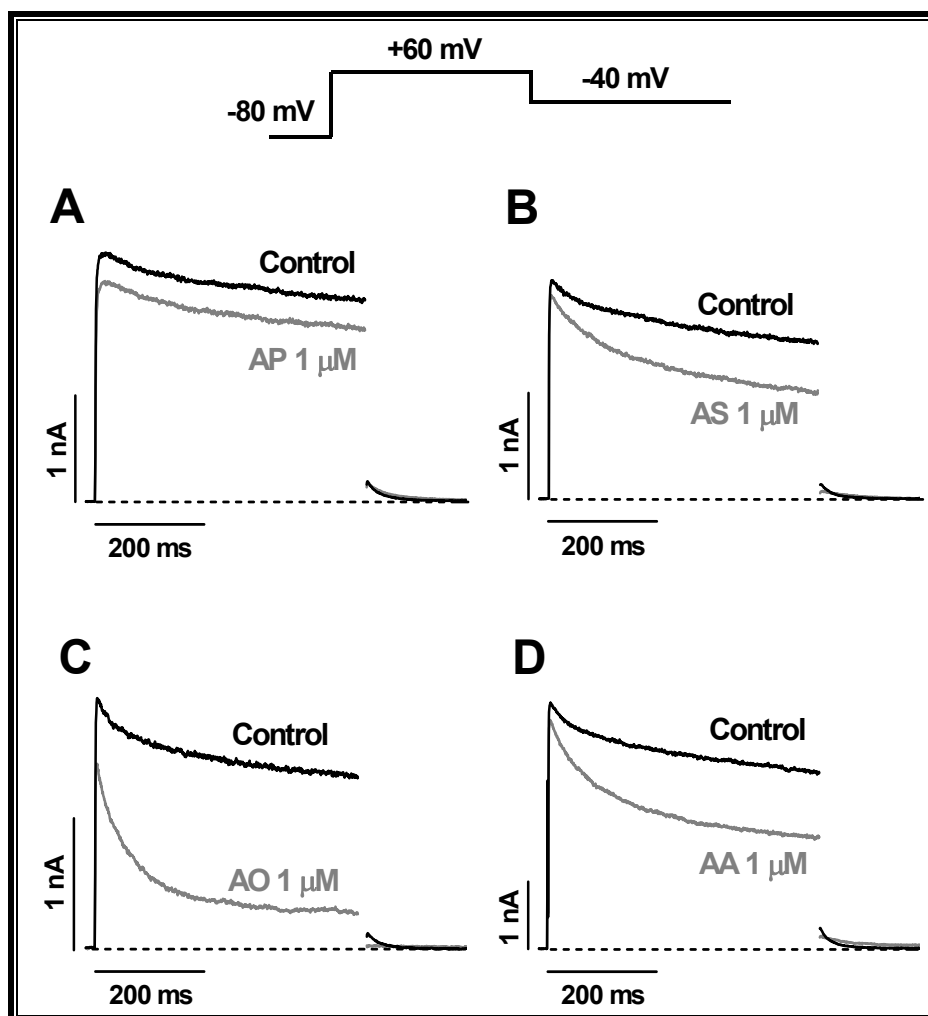 +60 mV
-40 mV
-80 mV
A
B
Control
Control
AP 1 μM
AS 1 μM
1 nA
1 nA
200 ms
200 ms
C
D
Control
Control
AO 1 μM
AA 1 μM
1 nA
1 nA
200 ms
200 ms